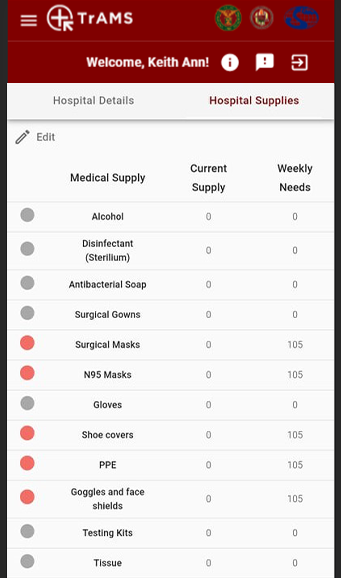 TrAMS
Welcome, Keith Ann!
Hospital Details Hospital Supplies
Edit
Medical Supply Current Supply Weekly Needs
Alcohol 0 0
Disinfectant (Sterilium) 0 0
Antibacterial Soap 0 0
Surgical Gowns 0 0
Surgical Masks 0 105
N95 Masks 0 105
Gloves 0 0
Shoe covers 0 105
PPE 0 105
Goggles and face shields 0 105
Testing Kits 0 0
Tissue 0 0